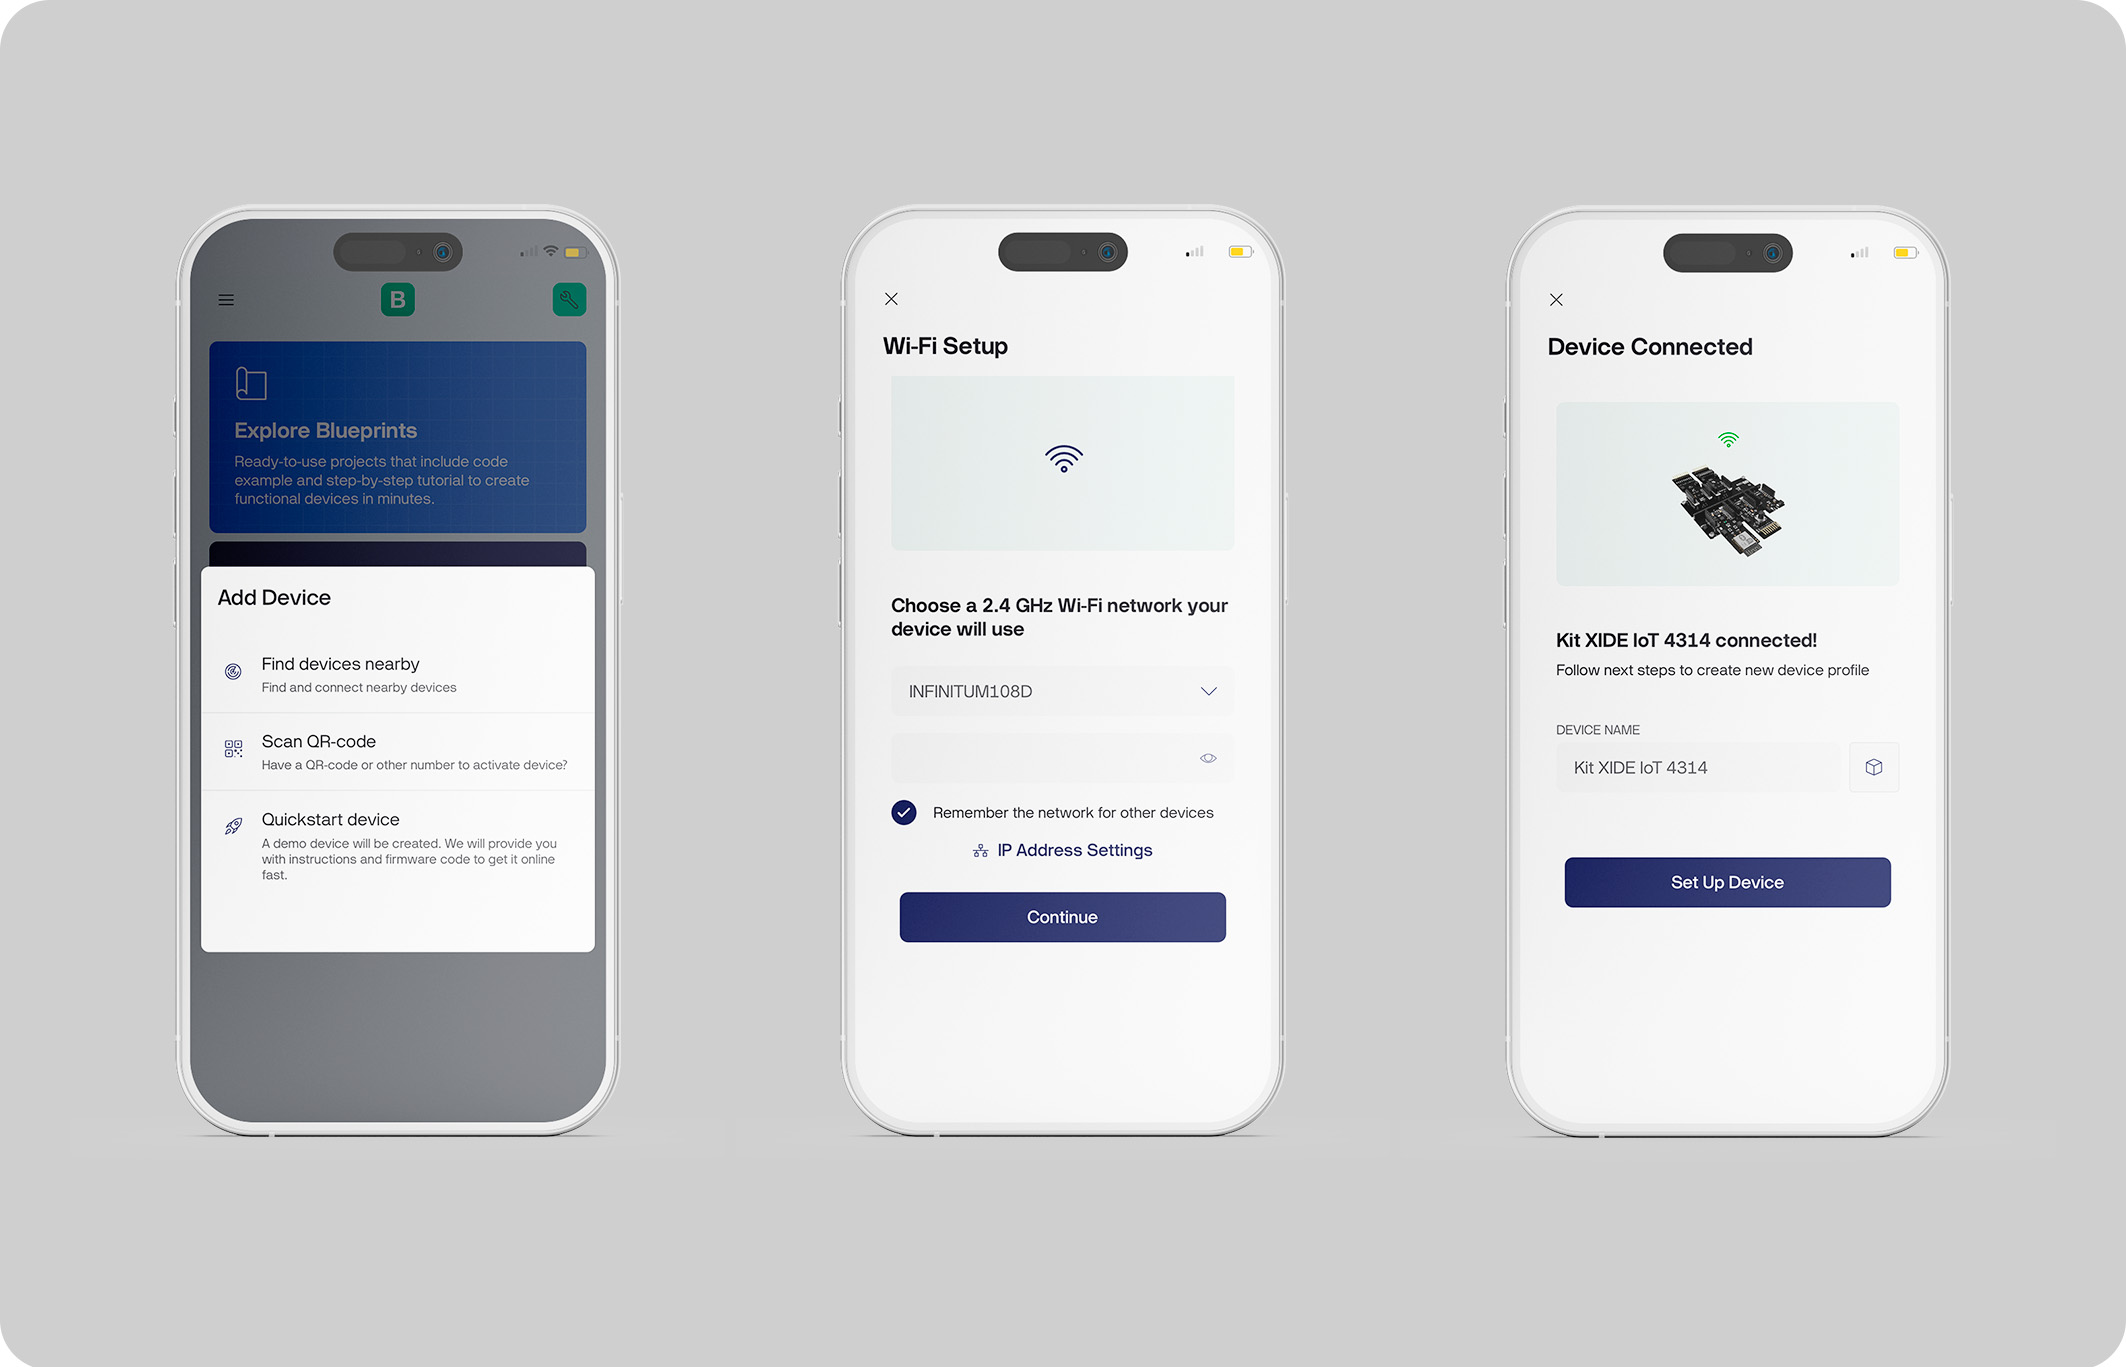 B
Explore Blueprints
Ready-to-use projects that include code
example and step-by-step tutorial to create
functional devices in minutes.
Add Device
Find devices nearby
Find and connect nearby devices
Scan QR-code
Have a QR-code or other number to activate device?
Quickstart device
A demo device will be created. We will provide you
with instructions and firmware code to get it online
fast.
Wi-Fi Setup
Choose a 2.4 GHz Wi-Fi network your
device will use
INFINITUM108D
Remember the network for other devices
IP Address Settings
Continue
Device Connected
Kit XIDE IoT 4314 connected!
Follow next steps to create new device profile
DEVICE NAME
Kit XIDE IoT 4314
Set Up Device